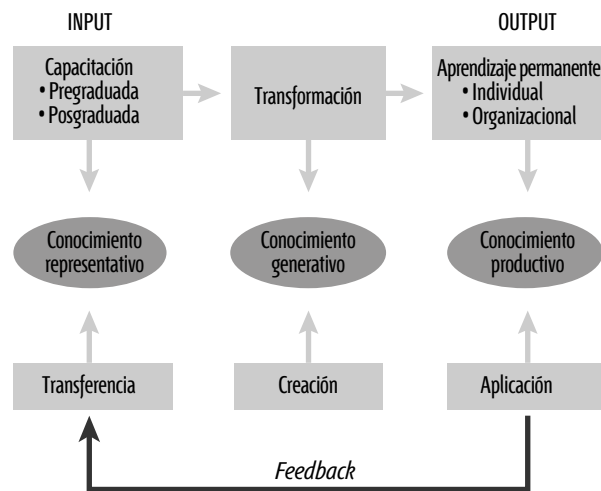 INPUT
OUTPUT
Capacitación
• Pregraduada
• Posgraduada
Transformación
Aprendizaje permanente
• Individual
• Organizacional
Conocimiento
representativo
Conocimiento
generativo
Conocimiento
productivo
Transferencia
Creación
Aplicación
Feedback